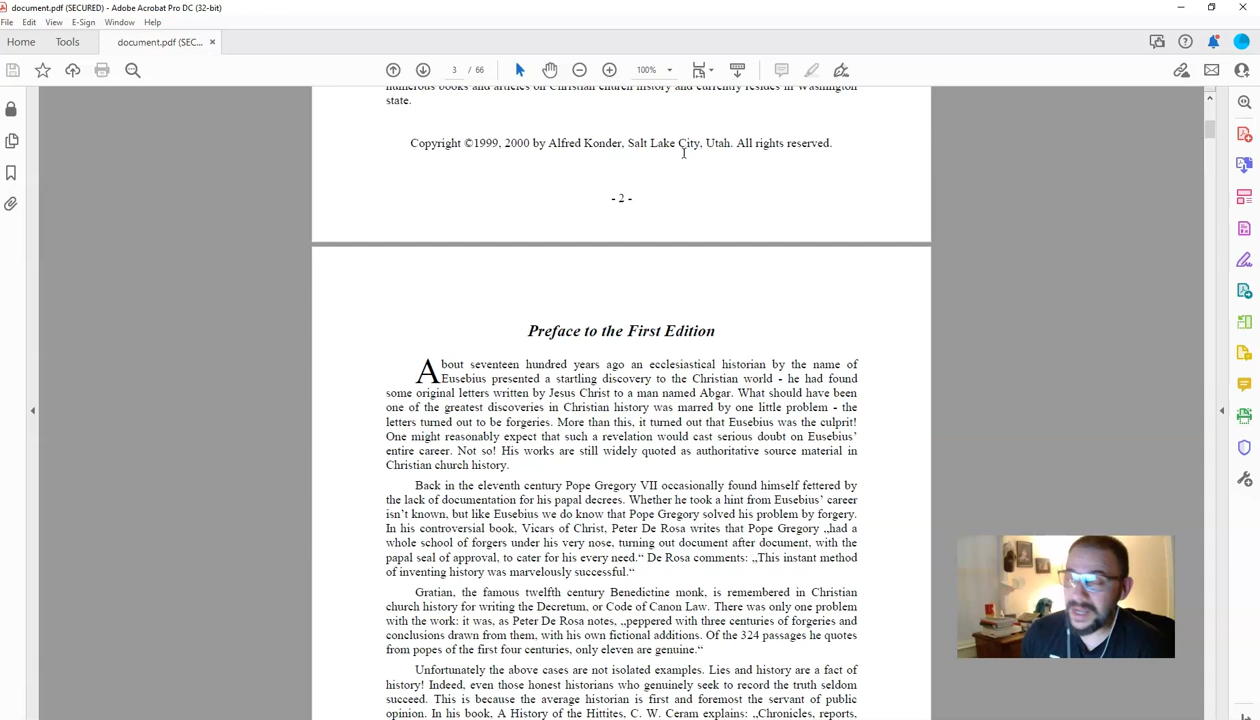 document.pdf (SECURED) - Adobe Acrobat Pro DC (32-bit)
File Edit View E-Sign Window Help
Home Tools document.pdf (SEC...
3 / 66 100%
numerous books and articles on Christian church history and currently resides in Washington
state.
Copyright ©1999, 2000 by Alfred Konder, Salt Lake City, Utah. All rights reserved.
- 2 -
Preface to the First Edition
About seventeen hundred years ago an ecclesiastical historian by the name of
Eusebius presented a startling discovery to the Christian world - he had found
some original letters written by Jesus Christ to a man named Abgar. What should have been
one of the greatest discoveries in Christian history was marred by one little problem - the
letters turned out to be forgeries. More than this, it turned out that Eusebius was the culprit!
One might reasonably expect that such a revelation would cast serious doubt on Eusebius'
entire career. Not so! His works are still widely quoted as authoritative source material in
Christian church history.
Back in the eleventh century Pope Gregory VII occasionally found himself fettered by
the lack of documentation for his papal decrees. Whether he took a hint from Eusebius' career
isn't known, but like Eusebius we do know that Pope Gregory solved his problem by forgery.
In his controversial book, Vicars of Christ, Peter De Rosa writes that Pope Gregory „had a
whole school of forgers under his very nose, turning out document after document, with the
papal seal of approval, to cater for his every need.“ De Rosa comments: „This instant method
of inventing history was marvelously successful.“
Gratian, the famous twelfth century Benedictine monk, is remembered in Christian
church history for writing the Decretum, or Code of Canon Law. There was only one problem
with the work: it was, as Peter De Rosa notes, „peppered with three centuries of forgeries and
conclusions drawn from them, with his own fictional additions. Of the 324 passages he quotes
from popes of the first four centuries, only eleven are genuine.“
Unfortunately the above cases are not isolated examples. Lies and history are a fact of
history! Indeed, even those honest historians who genuinely seek to record the truth seldom
succeed. This is because the average historian is first and foremost the servant of public
opinion. In his book, A History of the Hittites, C. W. Ceram explains: „Chronicles, reports,